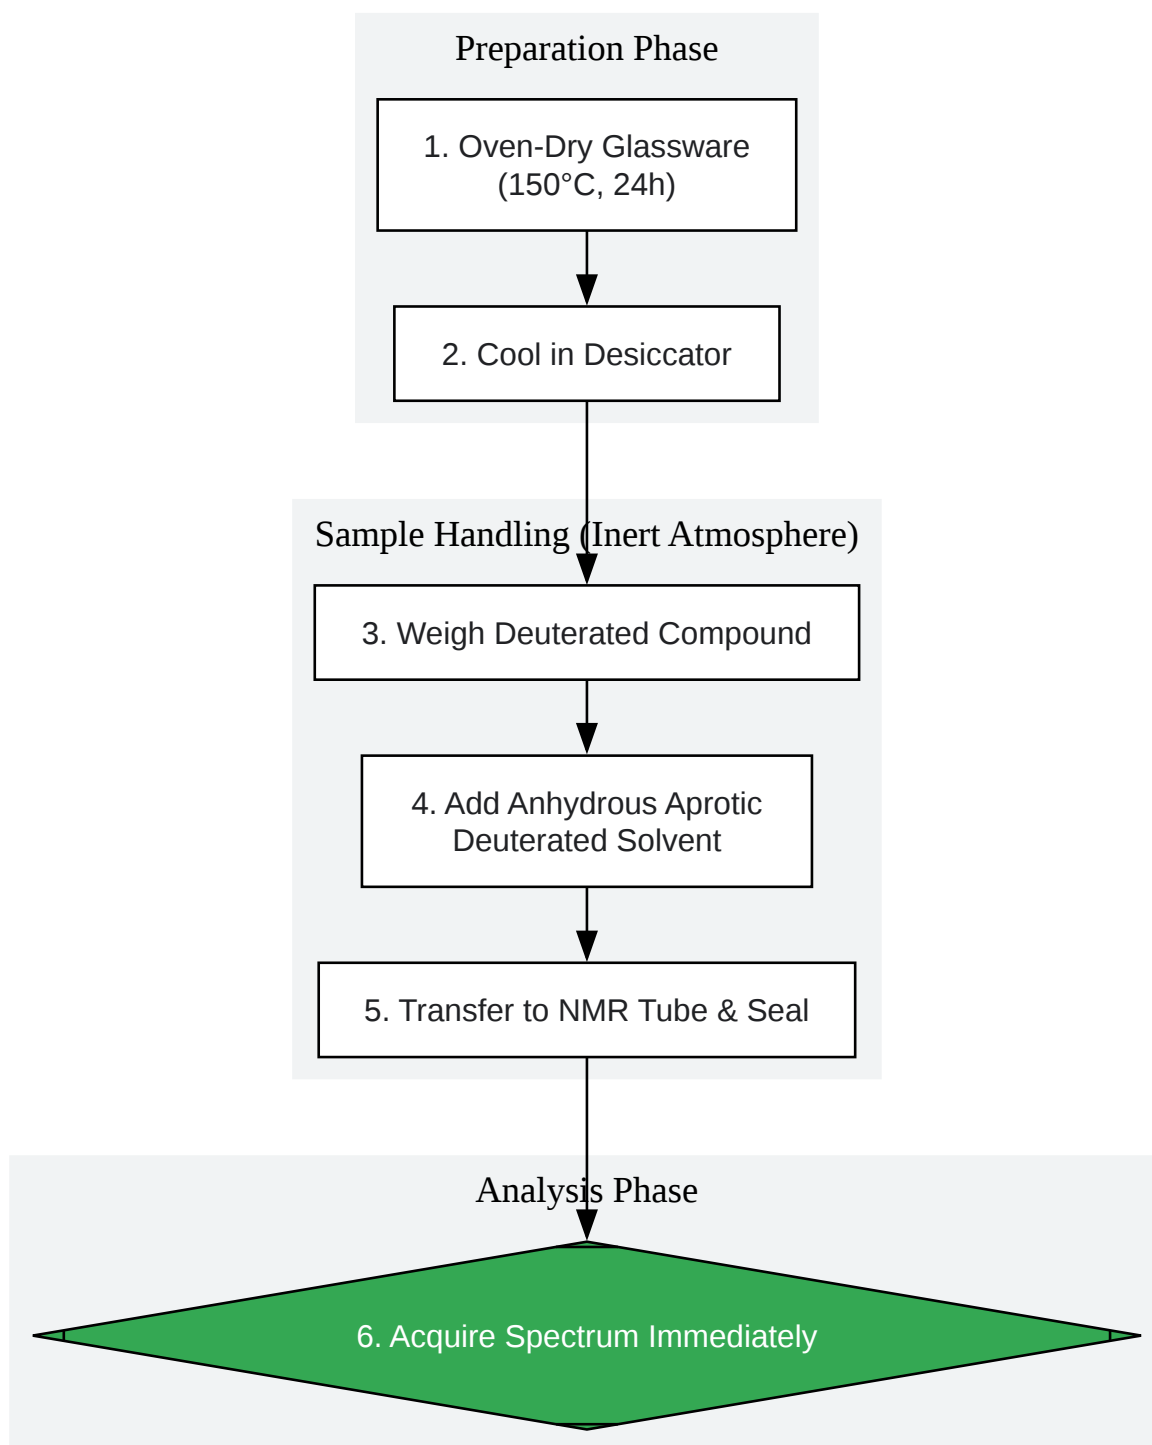 Preparation Phase
1. Oven-Dry Glassware
(150°C, 24h)
2. Cool in Desiccator
Sample Handling (Inert Atmosphere)
3. Weigh Deuterated Compound
4. Add Anhydrous Aprotic
Deuterated Solvent
5. Transfer to NMR Tube & Seal
Analysis Phase
6. Acquire Spectrum Immediately